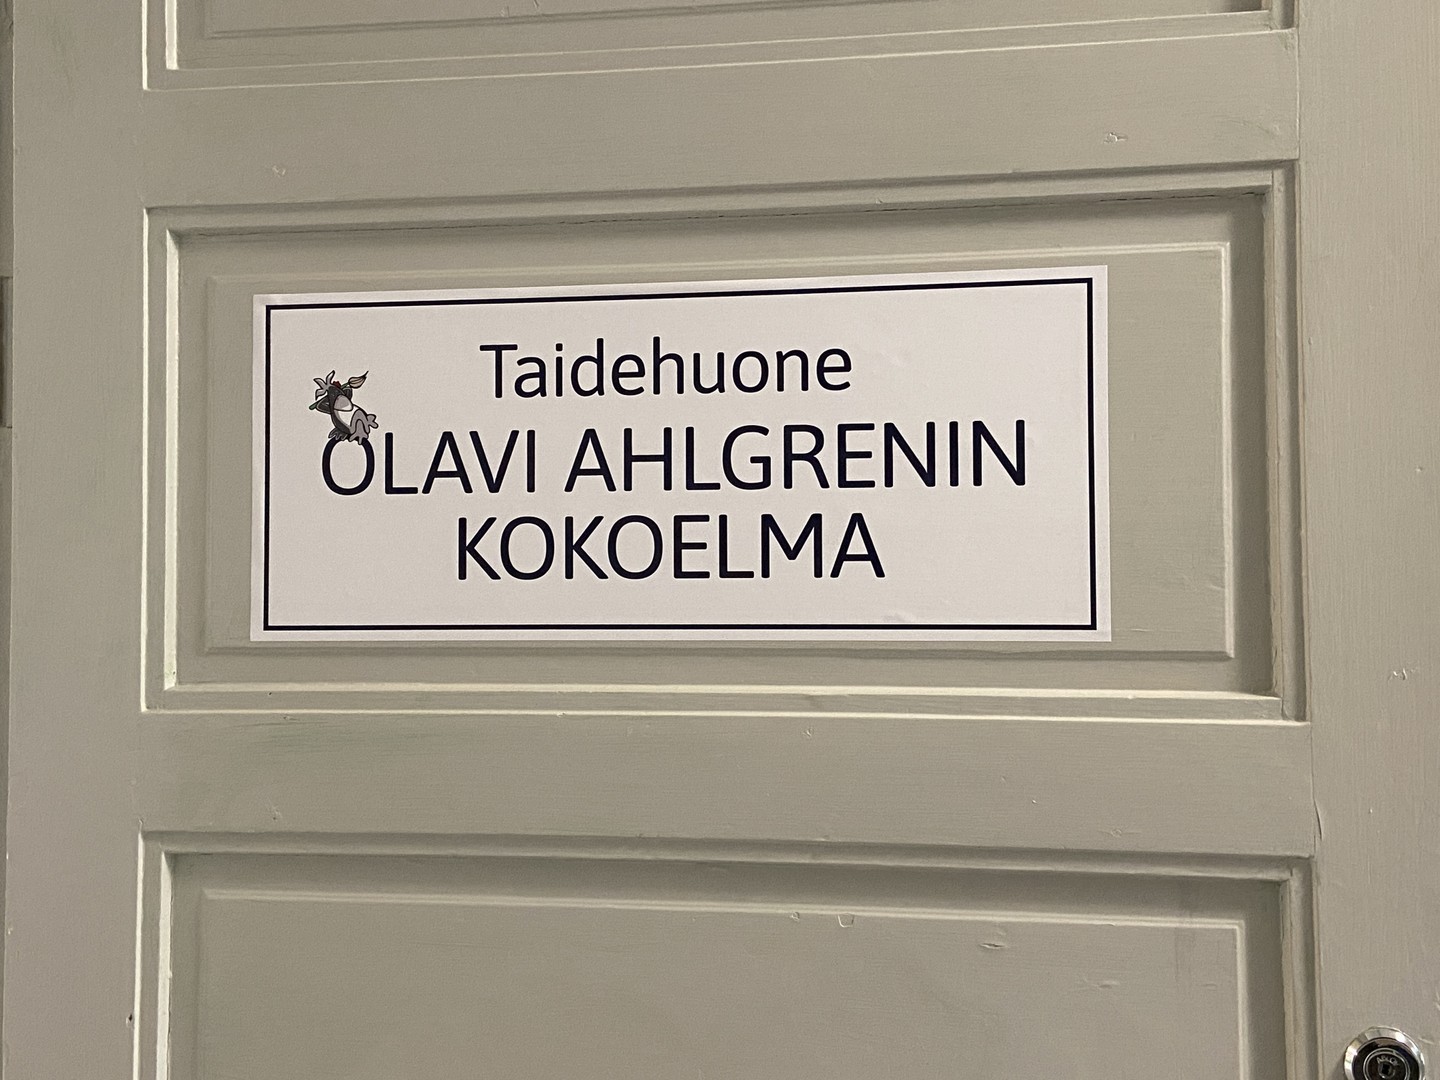 Taidehuone
OLAVI AHLGRENIN
KOKOELMA